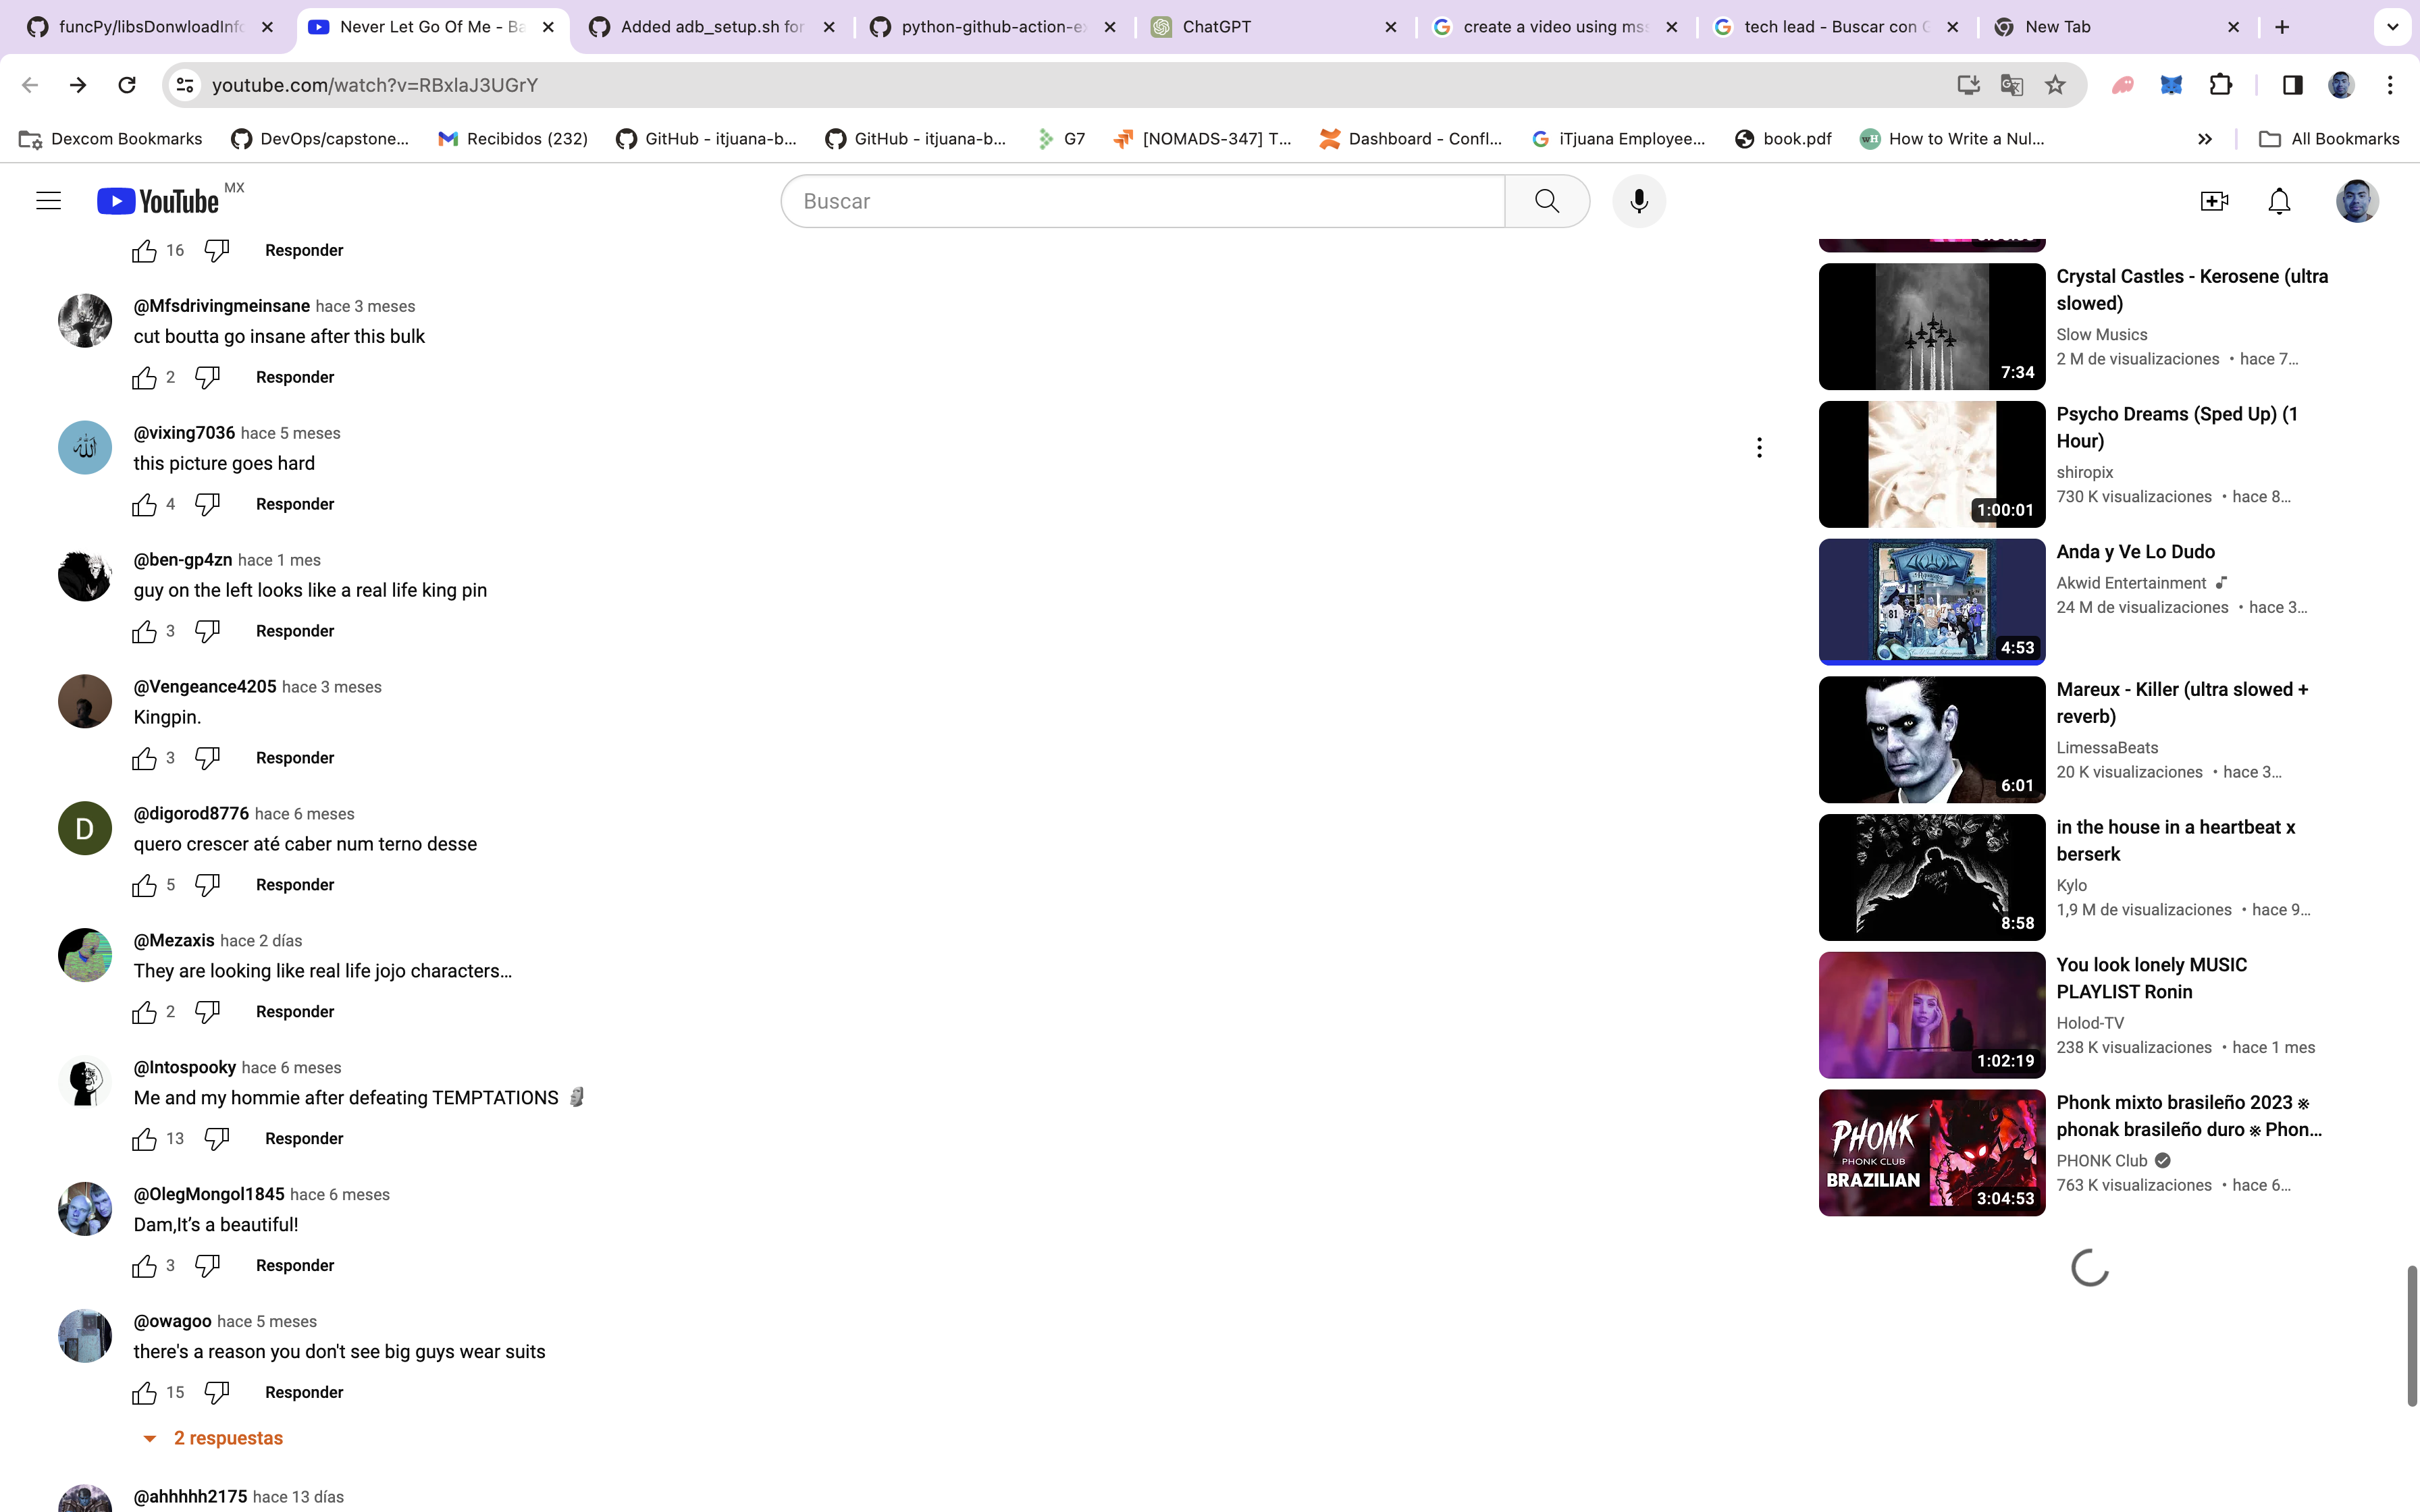 funcPy/libsDonwloadInfo
Never Let Go Of Me - Ba
Added adb_setup.sh for
python-github-action-ex
ChatGPT
create a video using mss
tech lead - Buscar con G
New Tab
youtube.com/watch?v=RBxlaJ3UGrY
Dexcom Bookmarks
DevOps/capstone...
Recibidos (232)
GitHub - itjuana-b...
GitHub - itjuana-b...
G7
[NOMADS-347] T...
Dashboard - Confl...
iTjuana Employee...
book.pdf
How to Write a Nul...
All Bookmarks
YouTube MX
Buscar
16 Responder
@Mfsdrivingmeinsane hace 3 meses
cut boutta go insane after this bulk
2 Responder
@vixing7036 hace 5 meses
this picture goes hard
4 Responder
@ben-gp4zn hace 1 mes
guy on the left looks like a real life king pin
3 Responder
@Vengeance4205 hace 3 meses
Kingpin.
3 Responder
D
@digorod8776 hace 6 meses
quero crescer até caber num terno desse
5 Responder
@Mezaxis hace 2 días
They are looking like real life jojo characters...
2 Responder
@Intospooky hace 6 meses
Me and my hommie after defeating TEMPTATIONS 🗿
13 Responder
@OlegMongol1845 hace 6 meses
Dam,It’s a beautiful!
3 Responder
@owagoo hace 5 meses
there's a reason you don't see big guys wear suits
15 Responder
2 respuestas
@ahhhhh2175 hace 13 días
Crystal Castles - Kerosene (ultra
slowed)
Slow Musics
2 M de visualizaciones • hace 7...
7:34
Psycho Dreams (Sped Up) (1
Hour)
shiropix
730 K visualizaciones • hace 8...
1:00:01
Anda y Ve Lo Dudo
Akwid Entertainment
24 M de visualizaciones • hace 3...
4:53
Mareux - Killer (ultra slowed +
reverb)
LimessaBeats
20 K visualizaciones • hace 3...
6:01
in the house in a heartbeat x
berserk
Kylo
1,9 M de visualizaciones • hace 9...
8:58
You look lonely MUSIC
PLAYLIST Ronin
Holod-TV
238 K visualizaciones • hace 1 mes
1:02:19
Phonk mixto brasileño 2023 ※
phonak brasileño duro ※ Phon...
PHONK Club
763 K visualizaciones • hace 6...
PHONK
PHONK CLUB
BRAZILIAN
3:04:53